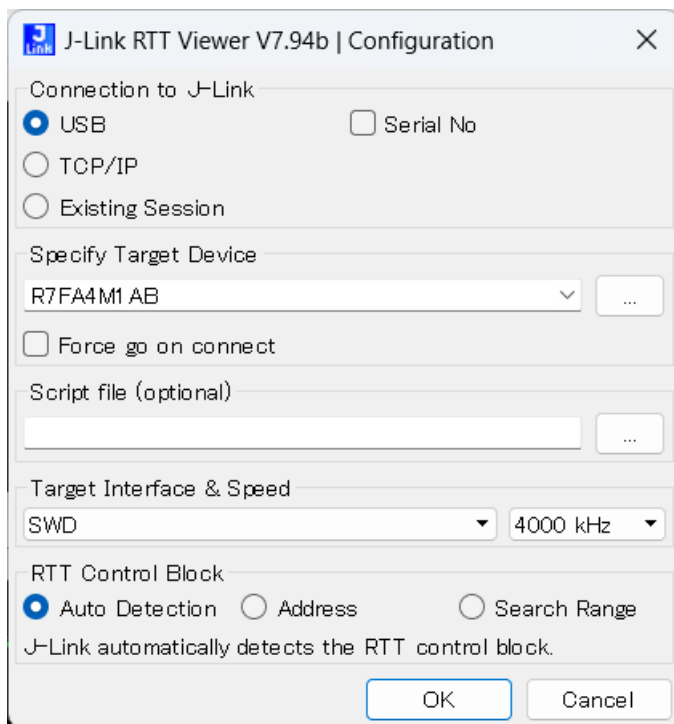 J-Link RTT Viewer V7.94b | Configuration
Connection to J-Link
USB Serial No
TCP/IP
Existing Session
Specify Target Device
R7FA4M1AB
...
Force go on connect
Script file (optional)
...
Target Interface & Speed
SWD 4000 kHz
RTT Control Block
Auto Detection Address Search Range
J-Link automatically detects the RTT control block.
OK Cancel